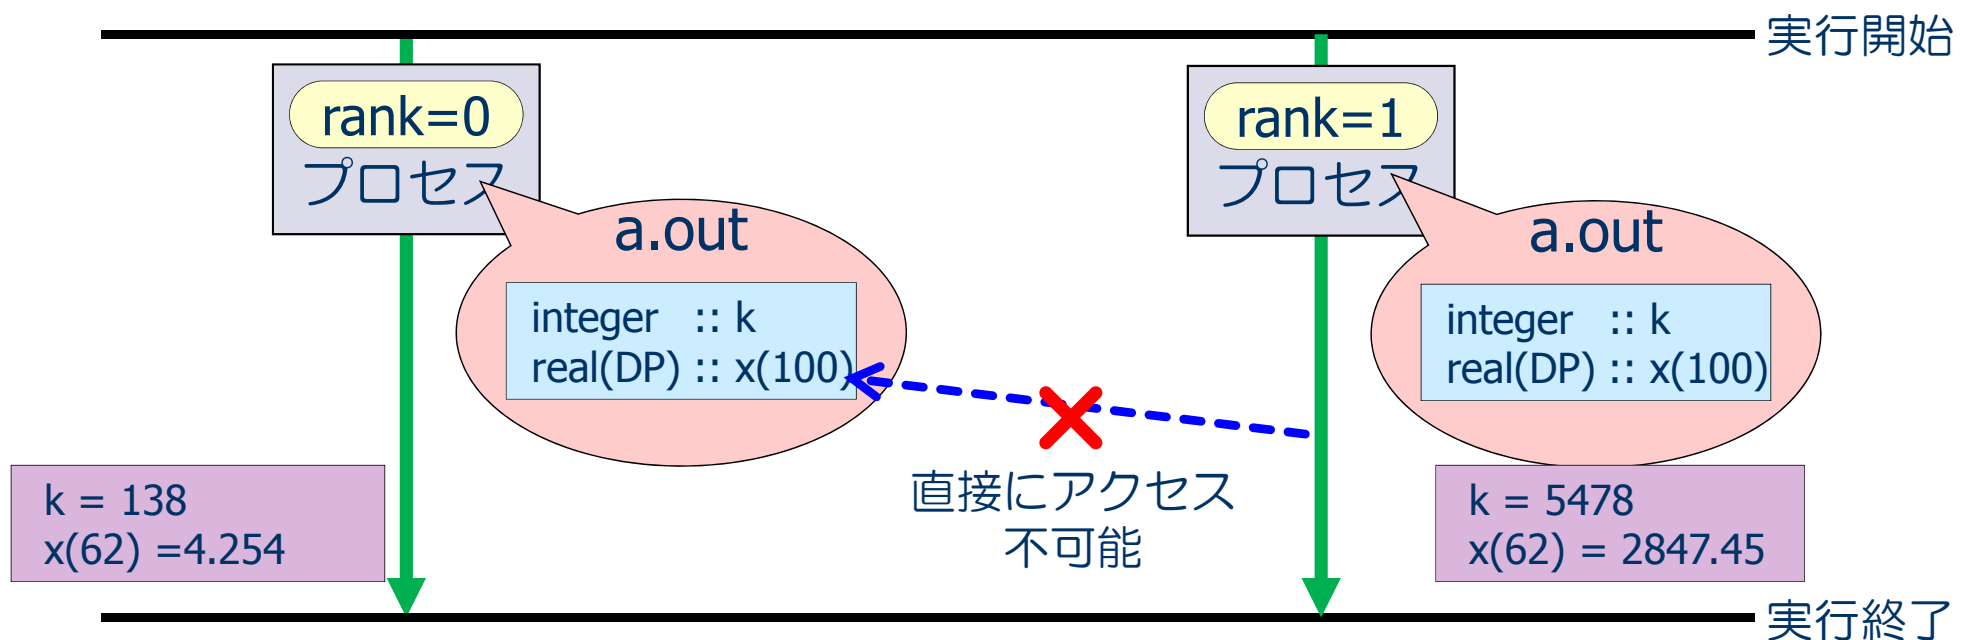 実行開始
rank=0
プロセス
a.out
integer :: k
real(DP) :: x(100)
k = 138
x(62) =4.254
直接にアクセス
不可能
rank=1
プロセス
a.out
integer :: k
real(DP) :: x(100)
k = 5478
x(62) = 2847.45
実行終了